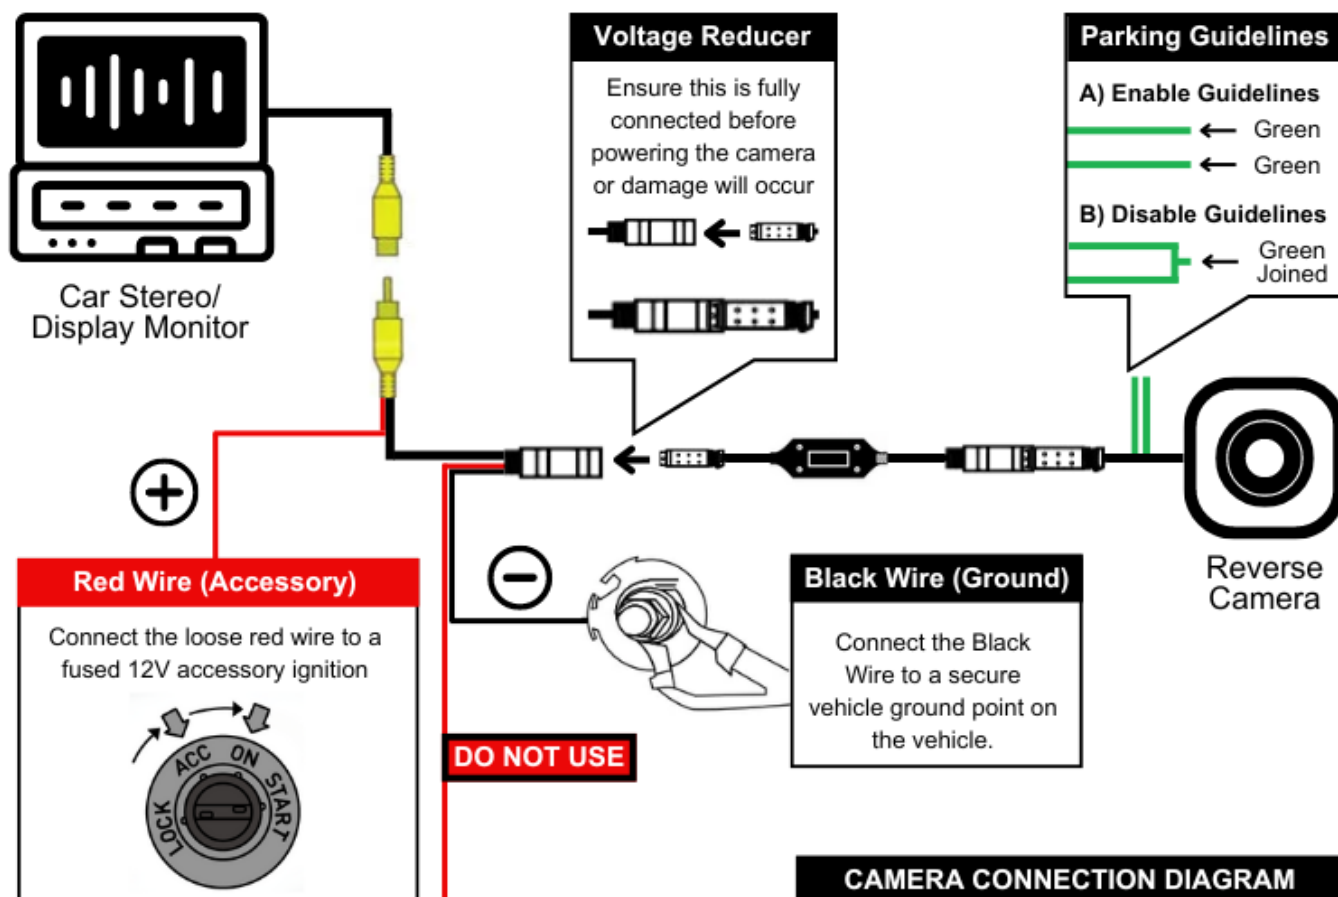 Voltage Reducer
Ensure this is fully
connected before
powering the camera
or damage will occur
Parking Guidelines
A) Enable Guidelines
Green
Green
B) Disable Guidelines
Green
Joined
Car Stereo/
Display Monitor
Reverse
Camera
Red Wire (Accessory)
Connect the loose red wire to a
fused 12V accessory ignition
LOCK ACC ON START
Black Wire (Ground)
Connect the Black
Wire to a secure
vehicle ground point on
the vehicle.
DO NOT USE
CAMERA CONNECTION DIAGRAM